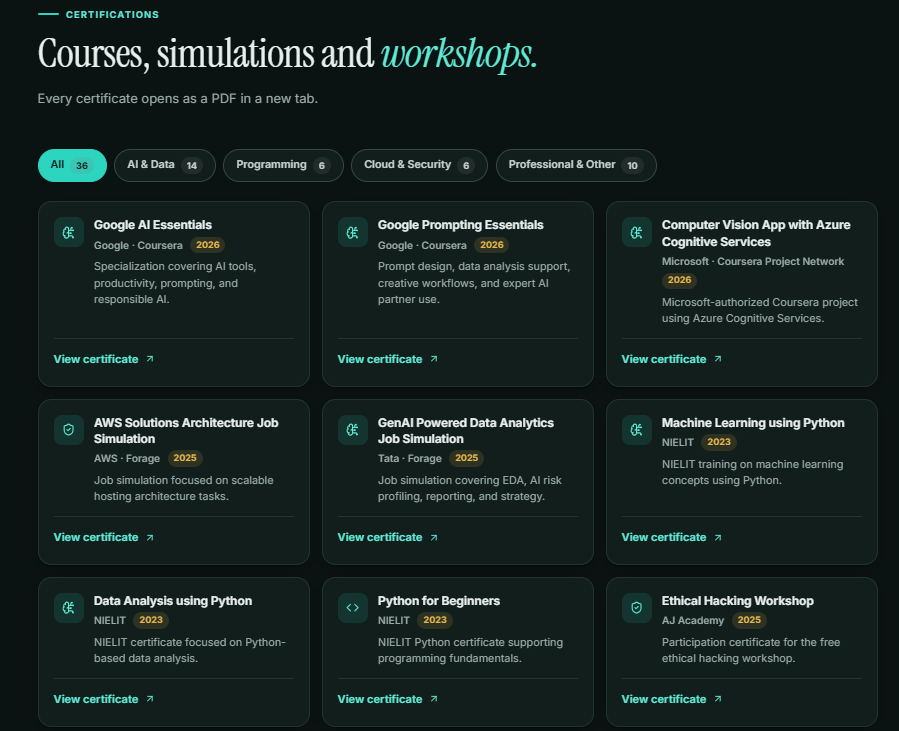 CERTIFICATIONS
Courses, simulations and workshops.
Every certificate opens as a PDF in a new tab.
All 36 AI & Data 14 Programming 6 Cloud & Security 6 Professional & Other 10
Google AI Essentials
Google · Coursera 2026
Specialization covering AI tools,
productivity, prompting, and
responsible AI.
View certificate ↗
Google Prompting Essentials
Google · Coursera 2026
Prompt design, data analysis support,
creative workflows, and expert AI
partner use.
View certificate ↗
Computer Vision App with Azure
Cognitive Services
Microsoft · Coursera Project Network
2026
Microsoft-authorized Coursera project
using Azure Cognitive Services.
View certificate ↗
AWS Solutions Architecture Job
Simulation
AWS · Forage 2025
Job simulation focused on scalable
hosting architecture tasks.
View certificate ↗
GenAI Powered Data Analytics
Job Simulation
Tata · Forage 2025
Job simulation covering EDA, AI risk
profiling, reporting, and strategy.
View certificate ↗
Machine Learning using Python
NIELIT 2023
NIELIT training on machine learning
concepts using Python.
View certificate ↗
Data Analysis using Python
NIELIT 2023
NIELIT certificate focused on Python-
based data analysis.
View certificate ↗
Python for Beginners
NIELIT 2023
NIELIT Python certificate supporting
programming fundamentals.
View certificate ↗
Ethical Hacking Workshop
AJ Academy 2025
Participation certificate for the free
ethical hacking workshop.
View certificate ↗